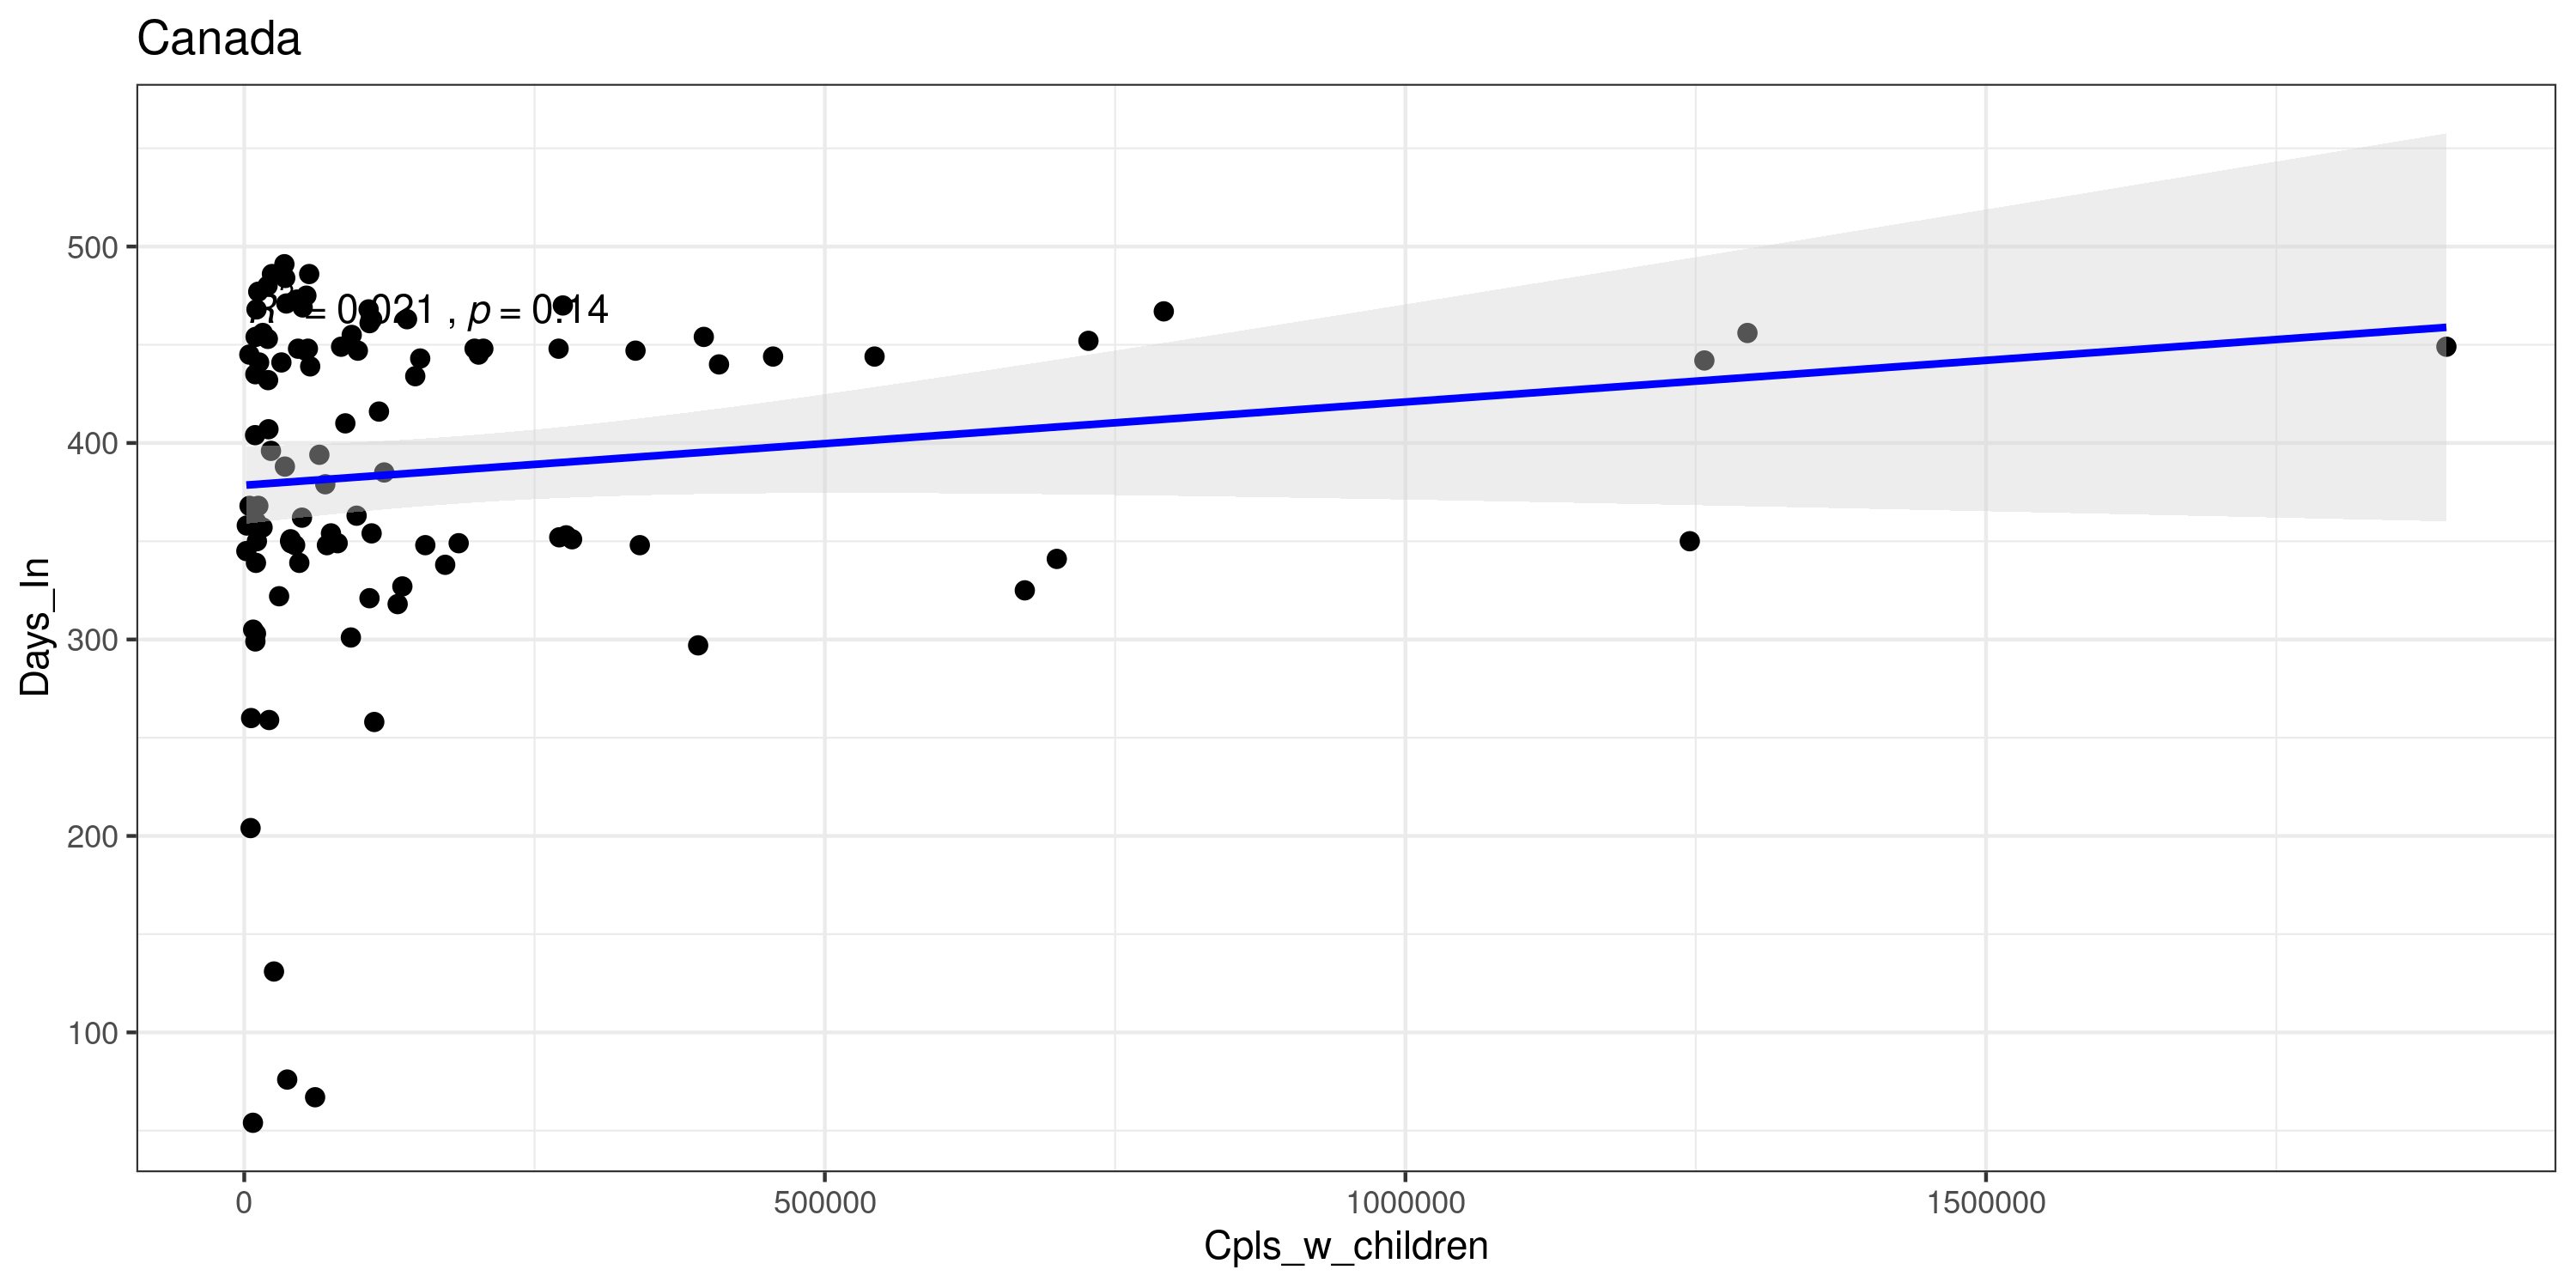 Canada
R² = 0.021 , p = 0.14
500
400
300
200
100
Days_In
0 500000 1000000 1500000
Cpls_w_children